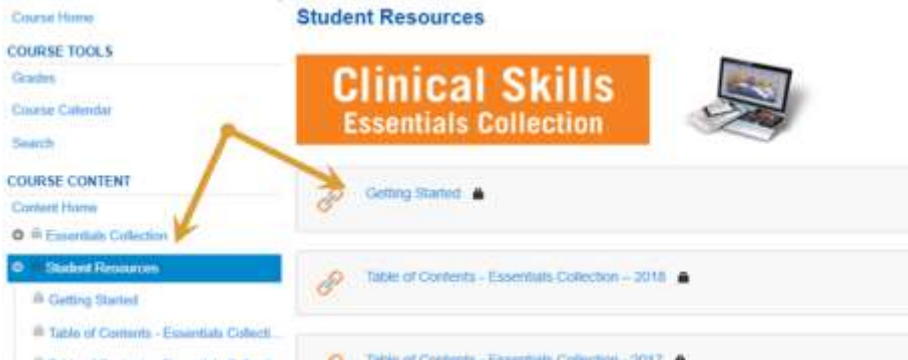 Course Home
COURSE TOOLS
Grades
Course Calendar
Search
COURSE CONTENT
Content Home
Essentials Collection
Student Resources
Getting Started
Table of Contents - Essentials Collecti...
Student Resources
Clinical Skills
Essentials Collection
Getting Started
Table of Contents - Essentials Collection – 2018
Table of Contents - Essentials Collection - 2017